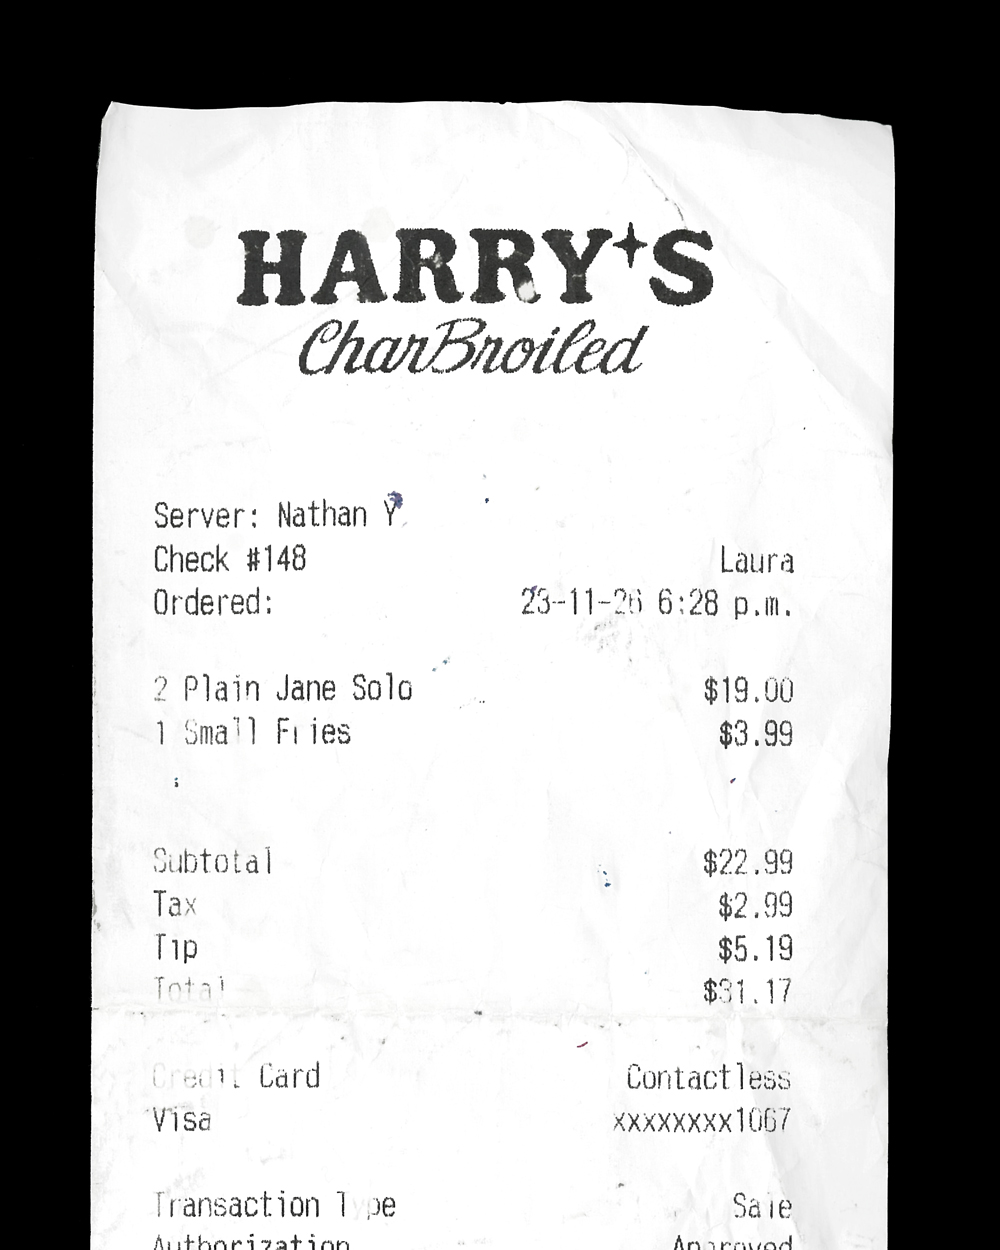 HARRY'S
CharBroiled
Server: Nathan Y
Check #148 Laura
Ordered: 23-11-26 6:28 p.m.
2 Plain Jane Solo $19.00
1 Small Fries $3.99
Subtotal $22.99
Tax $2.99
Tip $5.19
Total $31.17
Credit Card Contactless
Visa xxxxxxxx1067
Transaction Type Sale
Authorization Approved